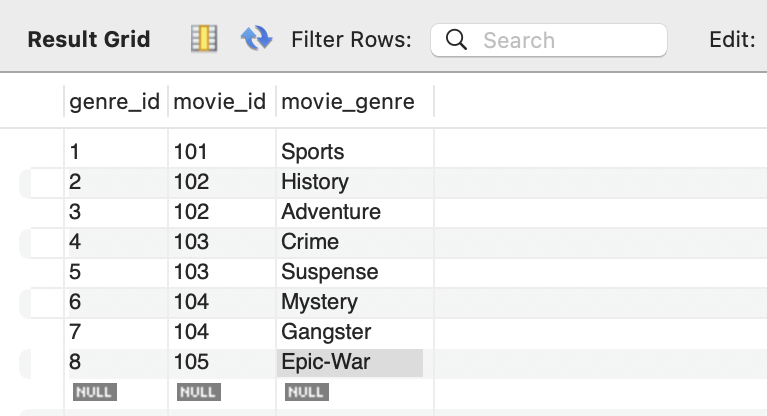 Result Grid Filter Rows: Search Edit:
genre_id movie_id movie_genre
1 101 Sports
2 102 History
3 102 Adventure
4 103 Crime
5 103 Suspense
6 104 Mystery
7 104 Gangster
8 105 Epic-War
NULL NULL NULL